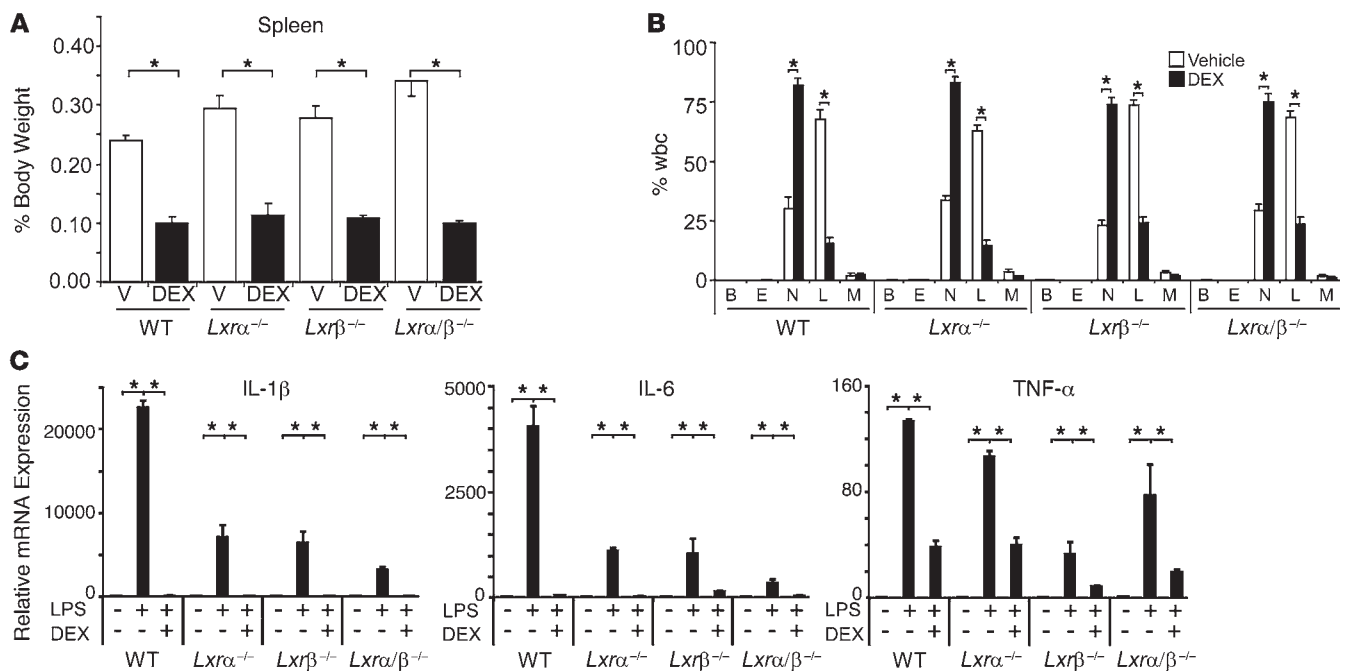 A
Spleen
% Body Weight
0.40
0.30
0.20
0.10
0.00
* * * *
V DEX V DEX V DEX V DEX
WT Lxrα⁻/⁻ Lxrβ⁻/⁻ Lxrα/β⁻/⁻
B
% wbc
100
75
50
25
0
Vehicle
DEX
* * * * * * * *
B E N L M B E N L M B E N L M B E N L M
WT Lxrα⁻/⁻ Lxrβ⁻/⁻ Lxrα/β⁻/⁻
C
Relative mRNA Expression
IL-1β
20000
10000
0
* * * * * * * *
LPS - + + - + + - + + - + +
DEX - - + - - + - - + - - +
WT Lxrα⁻/⁻ Lxrβ⁻/⁻ Lxrα/β⁻/⁻
IL-6
5000
2500
0
* * * * * * * *
LPS - + + - + + - + + - + +
DEX - - + - - + - - + - - +
WT Lxrα⁻/⁻ Lxrβ⁻/⁻ Lxrα/β⁻/⁻
TNF-α
160
80
0
* * * * * * * *
- + + - + + - + + - + + LPS
- - + - - + - - + - - + DEX
WT Lxrα⁻/⁻ Lxrβ⁻/⁻ Lxrα/β⁻/⁻